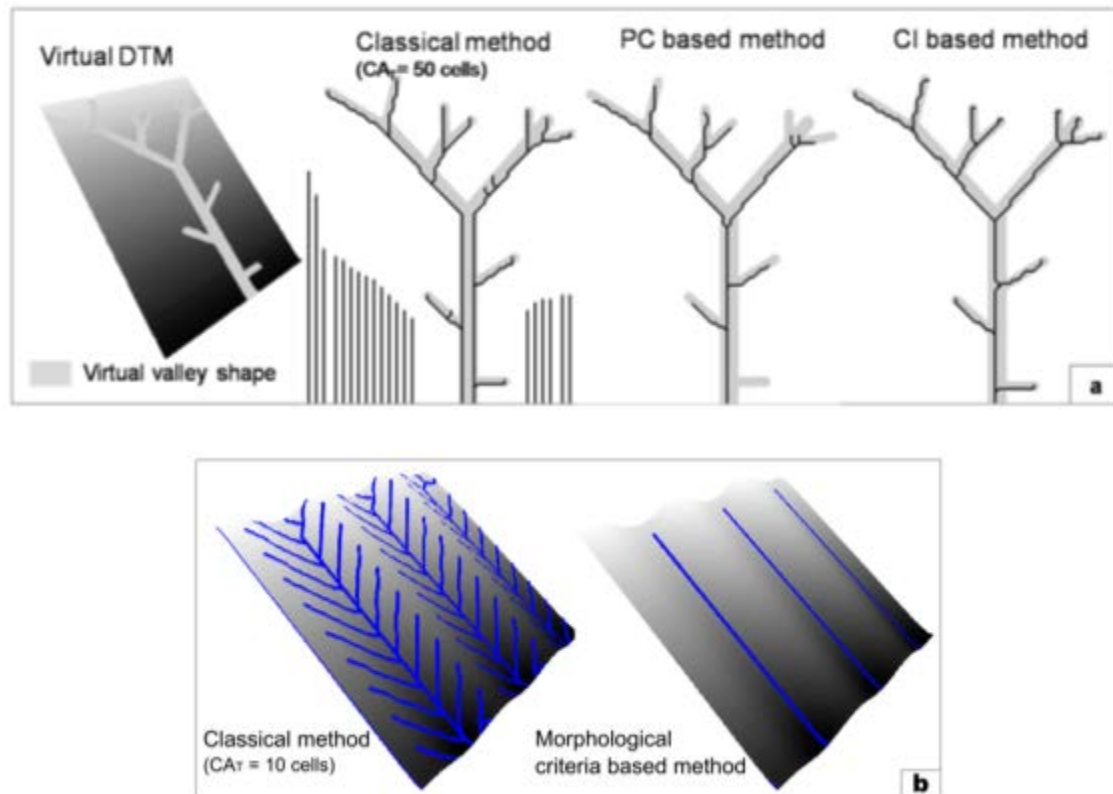 Virtual DTM
Classical method
(CAT= 50 cells)
PC based method
CI based method
Virtual valley shape
a
Classical method
(CAT = 10 cells)
Morphological
criteria based method
b